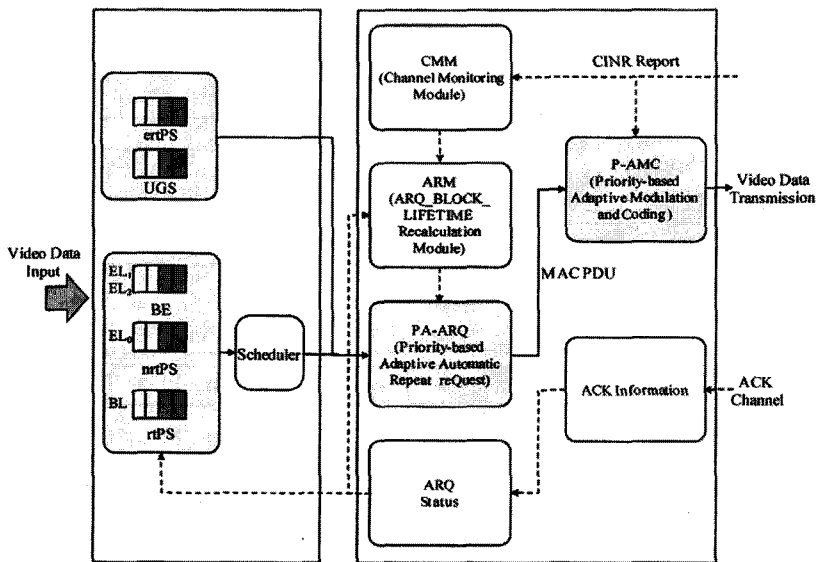 Video Data
Input
ertPS
UGS
EL₁
EL₂
BE
EL₀
nrtPS
BL
rtPS
Scheduler
CMM
(Channel Monitoring
Module)
ARM
(ARQ_BLOCK_
LIFETIME
Recalculation
Module)
PA-ARQ
(Priority-based
Adaptive Automatic
Repeat reQuest)
ARQ
Status
CINR Report
P-AMC
(Priority-based
Adaptive Modulation
and Coding)
MAC PDU
ACK Information
Video Data
Transmission
ACK
Channel